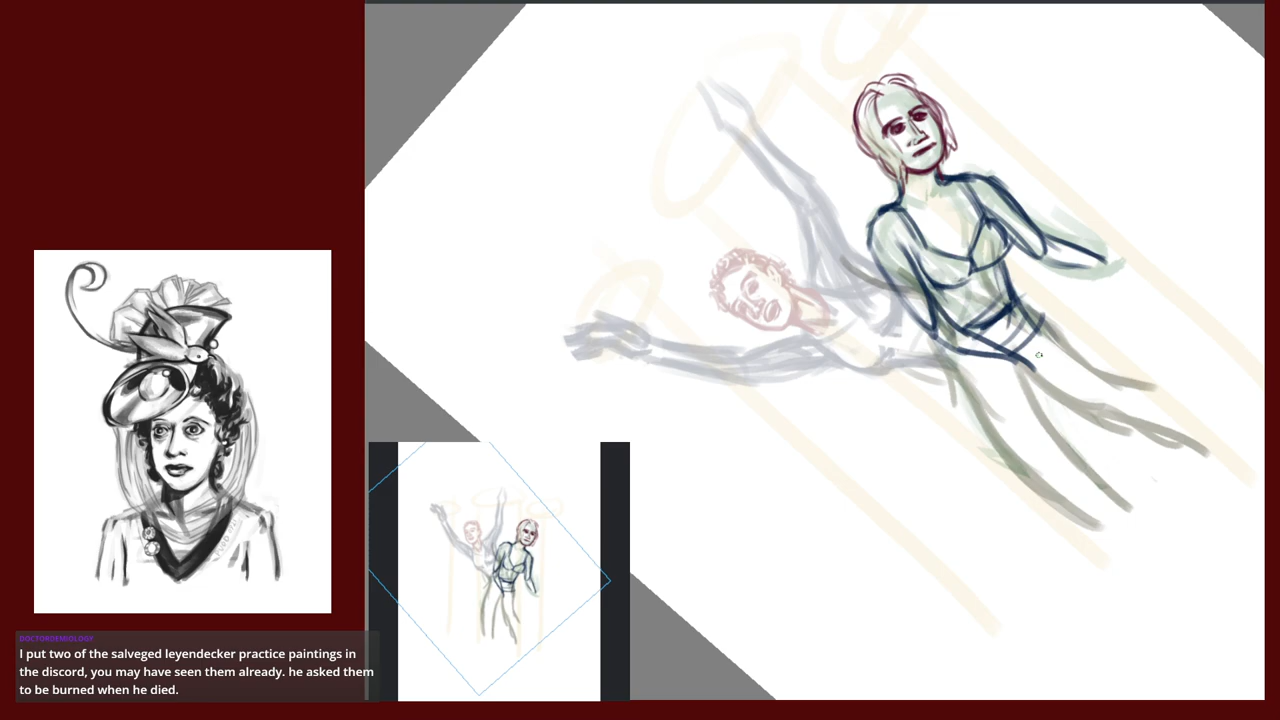 DOCTORDEMOLOGY
I put two of the salveged leyendecker practice paintings in
the discord, you may have seen them already. he asked them
to be burned when he died.